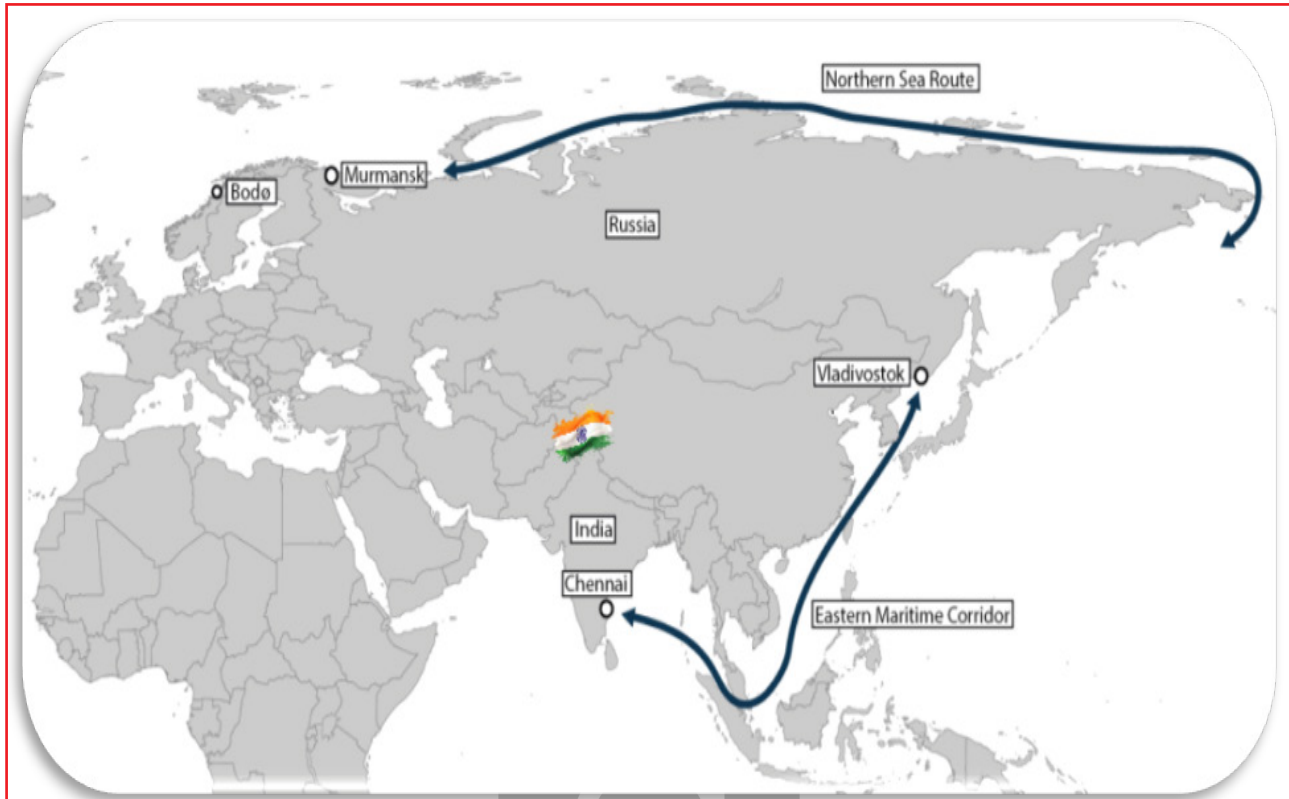 Northern Sea Route
Murmansk
Bodø
Russia
Vladivostok
India
Chennai
Eastern Maritime Corridor